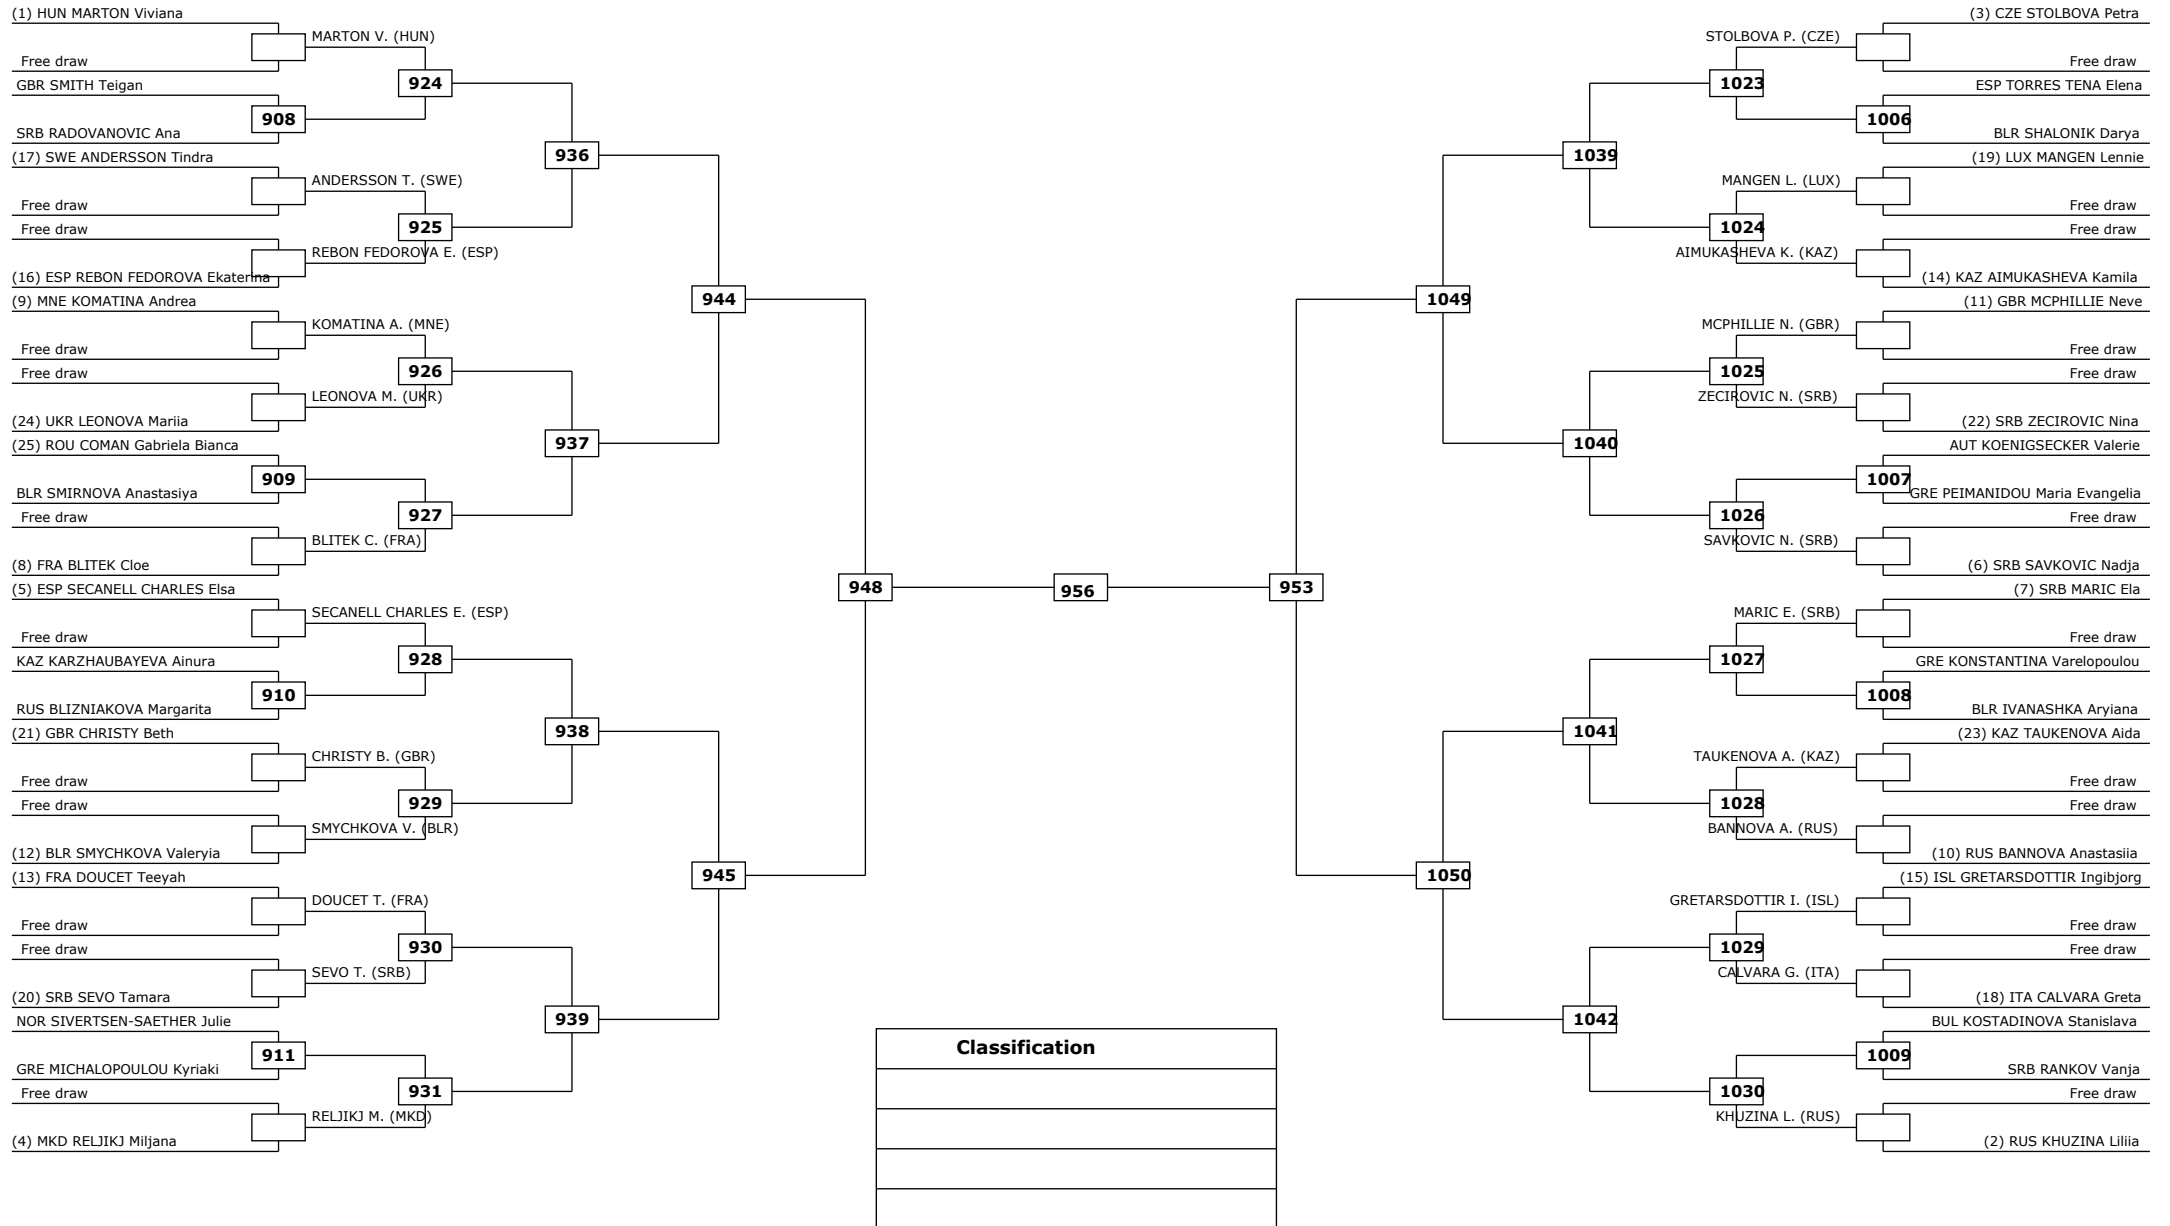 (1) HUN MARTON Viviana
MARTON V. (HUN)
Free draw
924
GBR SMITH Teigan
908
SRB RADOVANOVIC Ana
936
(17) SWE ANDERSSON Tindra
ANDERSSON T. (SWE)
Free draw
925
Free draw
REBON FEDOROVA E. (ESP)
(16) ESP REBON FEDOROVA Ekaterina
944
(9) MNE KOMATINA Andrea
KOMATINA A. (MNE)
Free draw
926
Free draw
LEONOVA M. (UKR)
(24) UKR LEONOVA Mariia
937
(25) ROU COMAN Gabriela Bianca
909
BLR SMIRNOVA Anastasiya
927
Free draw
BLITEK C. (FRA)
(8) FRA BLITEK Cloe
948
956
953
(5) ESP SECANELL CHARLES Elsa
SECANELL CHARLES E. (ESP)
Free draw
928
KAZ KARZHAUBAYEVA Ainura
910
RUS BLIZNIAKOVA Margarita
938
(21) GBR CHRISTY Beth
CHRISTY B. (GBR)
Free draw
929
Free draw
SMYCHKOVA V. (BLR)
(12) BLR SMYCHKOVA Valeryia
945
(13) FRA DOUCET Teeyah
DOUCET T. (FRA)
Free draw
930
Free draw
SEVO T. (SRB)
(20) SRB SEVO Tamara
939
NOR SIVERTSEN-SAETHER Julie
911
GRE MICHALOPOULOU Kyriaki
931
Free draw
RELJIKJ M. (MKD)
(4) MKD RELJIKJ Miljana
(3) CZE STOLBOVA Petra
STOLBOVA P. (CZE)
Free draw
1023
ESP TORRES TENA Elena
1006
BLR SHALONIK Darya
1039
(19) LUX MANGEN Lennie
MANGEN L. (LUX)
Free draw
1024
Free draw
AIMUKASHEVA K. (KAZ)
(14) KAZ AIMUKASHEVA Kamila
1049
(11) GBR MCPHILLIE Neve
MCPHILLIE N. (GBR)
Free draw
1025
Free draw
ZECIROVIC N. (SRB)
(22) SRB ZECIROVIC Nina
1040
AUT KOENIGSECKER Valerie
1007
GRE PEIMANIDOU Maria Evangelia
1026
Free draw
SAVKOVIC N. (SRB)
(6) SRB SAVKOVIC Nadja
(7) SRB MARIC Ela
MARIC E. (SRB)
Free draw
1027
GRE KONSTANTINA Varelopoulou
1008
BLR IVANASHKA Aryiana
1041
(23) KAZ TAUKENOVA Aida
TAUKENOVA A. (KAZ)
Free draw
1028
Free draw
BANNOVA A. (RUS)
(10) RUS BANNOVA Anastasiia
1050
(15) ISL GRETARSDOTTIR Ingibjorg
GRETARSDOTTIR I. (ISL)
Free draw
1029
Free draw
CALVARA G. (ITA)
(18) ITA CALVARA Greta
1042
BUL KOSTADINOVA Stanislava
1009
SRB RANKOV Vanja
1030
Free draw
KHUZINA L. (RUS)
(2) RUS KHUZINA Liliia
Classification